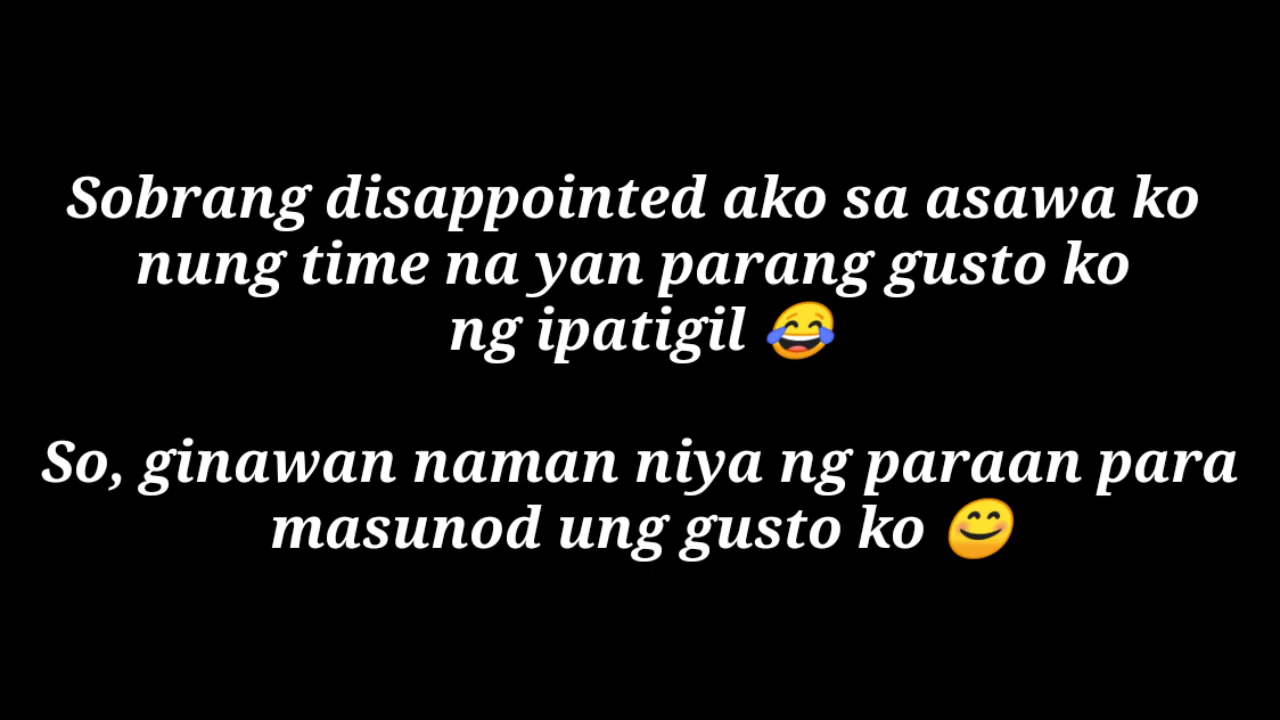 Sobrang disappointed ako sa asawa ko
nung time na yan parang gusto ko
ng ipatigil 😂
So, ginawan naman niya ng paraan para
masunod ung gusto ko 😊